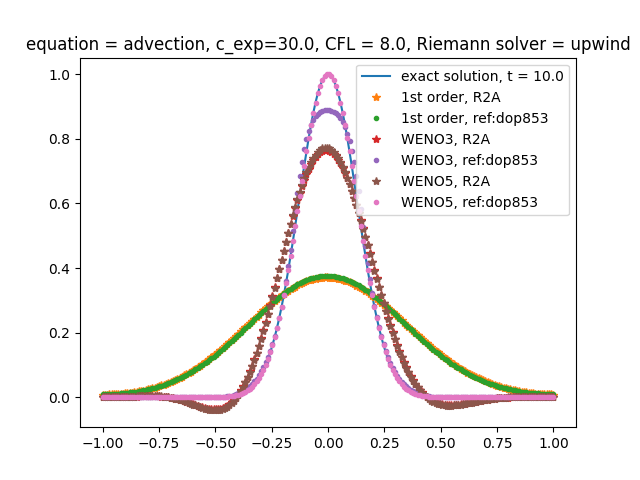 equation = advection, c_exp=30.0, CFL = 8.0, Riemann solver = upwind
exact solution, t = 10.0
1st order, R2A
1st order, ref:dop853
WENO3, R2A
WENO3, ref:dop853
WENO5, R2A
WENO5, ref:dop853
1.0
0.8
0.6
0.4
0.2
0.0
−1.00 −0.75 −0.50 −0.25 0.00 0.25 0.50 0.75 1.00